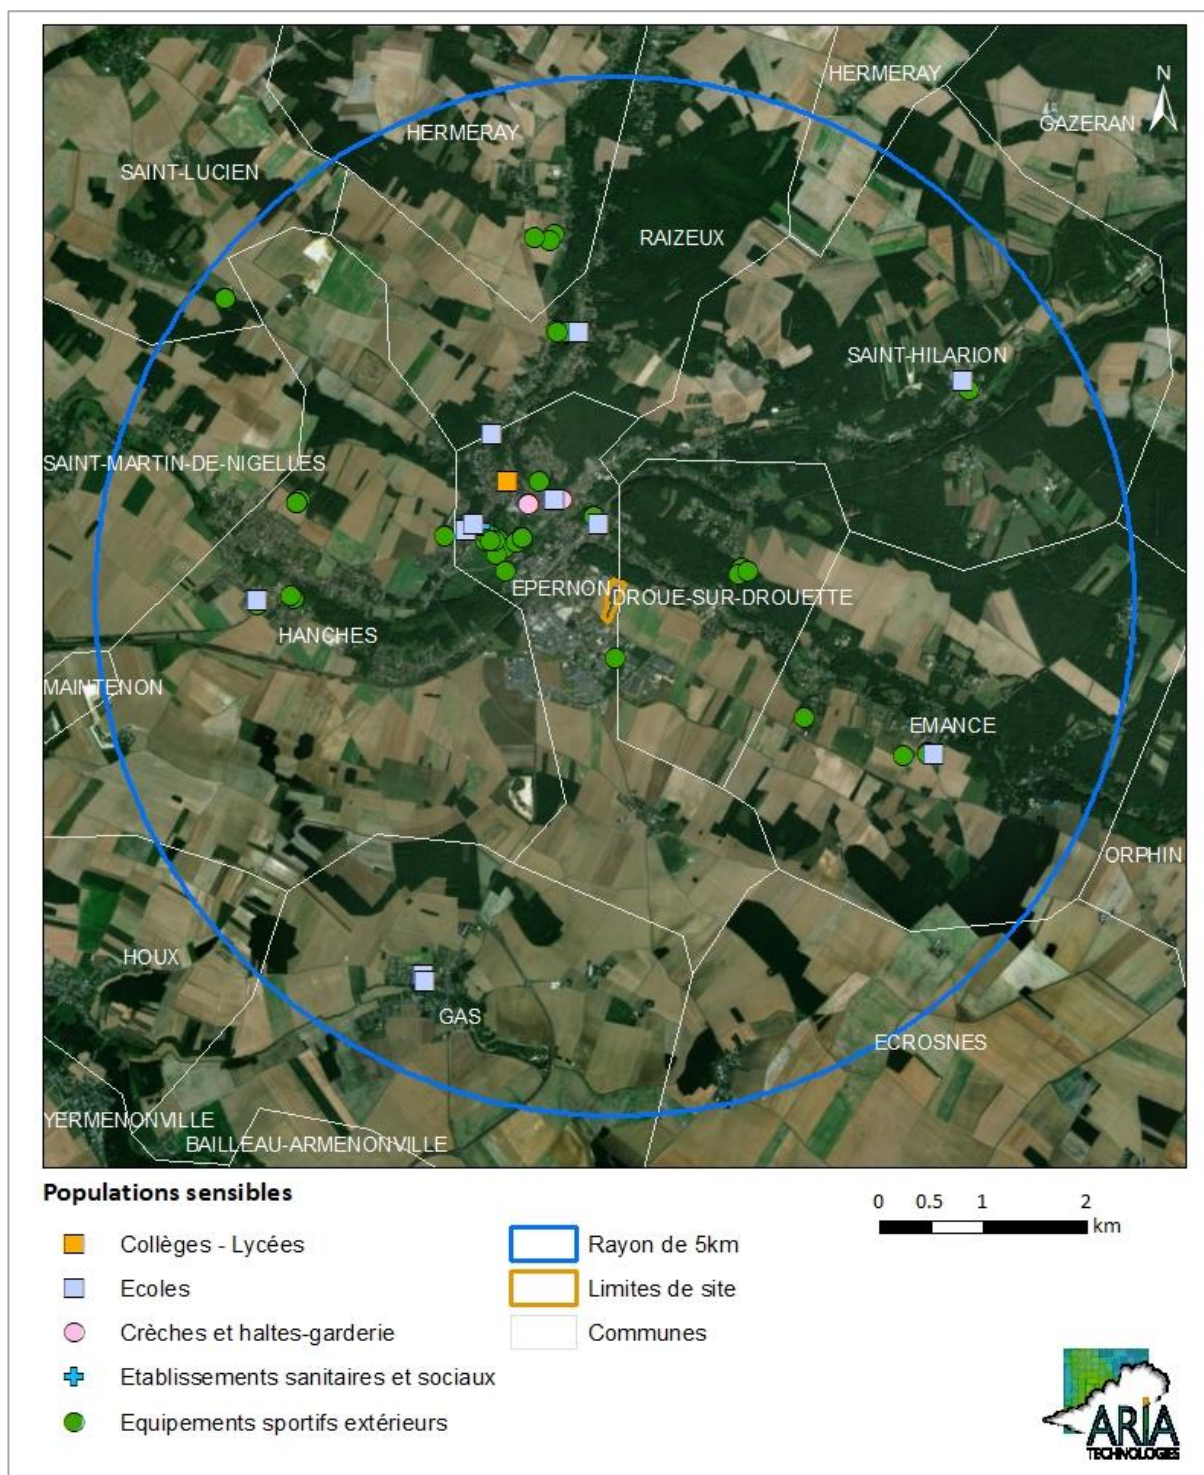 HERMERAY
N
GAZERAN
HERMERAY
SAINT-LUCIEN
RAIZEUX
SAINT-HILARION
SAINT-MARTIN-DE-NIGELLES
EPERNON
DROUE-SUR-DROUETTE
HANCHES
MAINTENON
EMANCE
ORPHIN
HOUX
GAS
ECROSNES
YERMENONVILLE
BAILLEAU-ARMENONVILLE
Populations sensibles
0 0.5 1 2
km
Collèges - Lycées
Ecoles
Crèches et haltes-garderie
Etablissements sanitaires et sociaux
Equipements sportifs extérieurs
Rayon de 5km
Limites de site
Communes
ARIA
TECHNOLOGIES